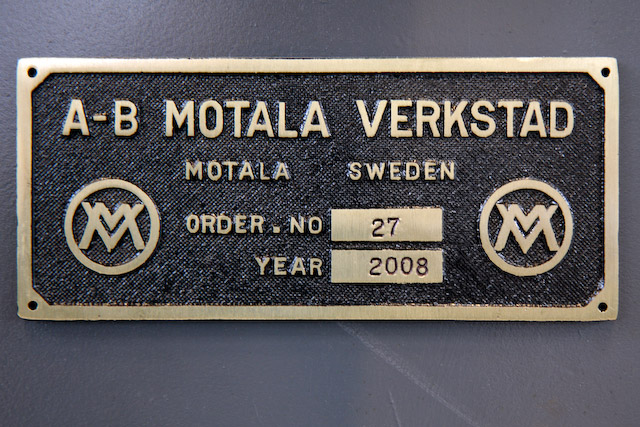 A-B MOTALA VERKSTAD
MOTALA SWEDEN
ORDER. NO 27
YEAR 2008